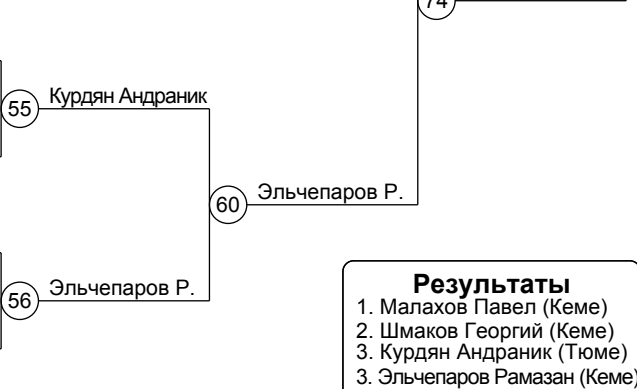 74
55 Курдян Андраник
60 Эльчепаров Р.
56 Эльчепаров Р.
Результаты
1. Малахов Павел (Кеме)
2. Шмаков Георгий (Кеме)
3. Курдян Андраник (Тюме)
3. Эльчепаров Рамазан (Кеме)